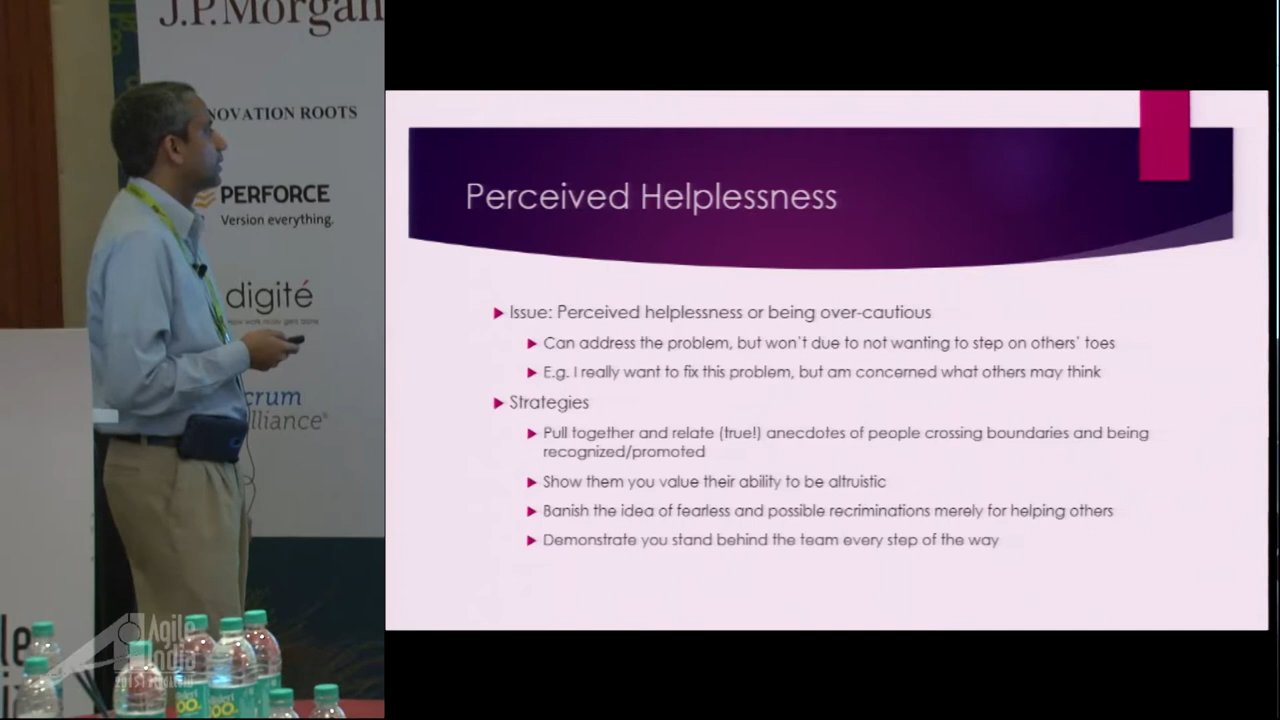 J.P.Morgan
NOVATION ROOTS
PERFORCE
Version everything.
digité
crum
lliance®
Agile
India
Perceived Helplessness
Issue: Perceived helplessness or being over-cautious
Can address the problem, but won't due to not wanting to step on others' toes
E.g. I really want to fix this problem, but am concerned what others may think
Strategies
Pull together and relate (true!) anecdotes of people crossing boundaries and being
recognized/promoted
Show them you value their ability to be altruistic
Banish the idea of fearless and possible recriminations merely for helping others
Demonstrate you stand behind the team every step of the way